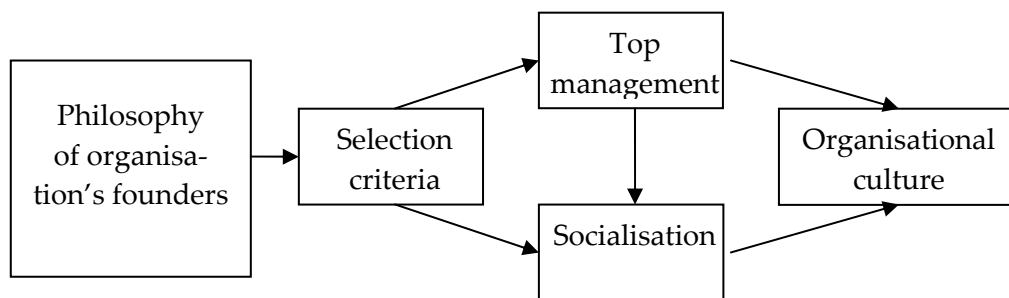 Philosophy
of organisa-
tion’s founders
Selection
criteria
Top
management
Socialisation
Organisational
culture